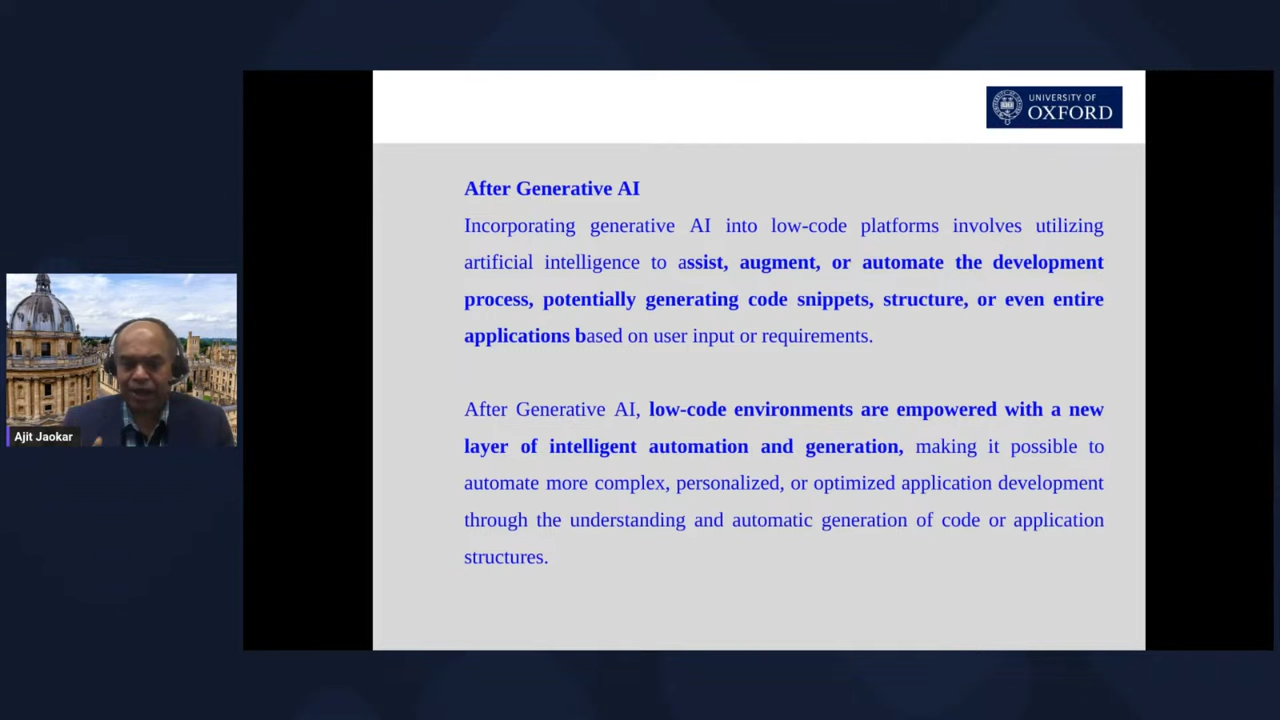 UNIVERSITY OF
OXFORD
After Generative AI
Incorporating generative AI into low-code platforms involves utilizing
artificial intelligence to assist, augment, or automate the development
process, potentially generating code snippets, structure, or even entire
applications based on user input or requirements.
After Generative AI, low-code environments are empowered with a new
layer of intelligent automation and generation, making it possible to
automate more complex, personalized, or optimized application development
through the understanding and automatic generation of code or application
structures.
Ajit Jaokar